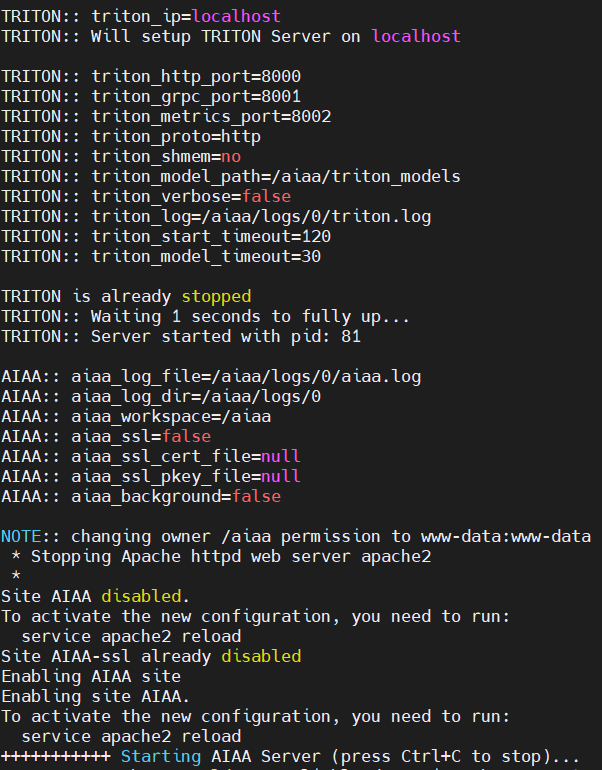 TRITON:: triton_ip=localhost
TRITON:: Will setup TRITON Server on localhost
TRITON:: triton_http_port=8000
TRITON:: triton_grpc_port=8001
TRITON:: triton_metrics_port=8002
TRITON:: triton_proto=http
TRITON:: triton_shmem=no
TRITON:: triton_model_path=/aiaa/triton_models
TRITON:: triton_verbose=false
TRITON:: triton_log=/aiaa/logs/0/triton.log
TRITON:: triton_start_timeout=120
TRITON:: triton_model_timeout=30
TRITON is already stopped
TRITON:: Waiting 1 seconds to fully up...
TRITON:: Server started with pid: 81
AIAA:: aiaa_log_file=/aiaa/logs/0/aiaa.log
AIAA:: aiaa_log_dir=/aiaa/logs/0
AIAA:: aiaa_workspace=/aiaa
AIAA:: aiaa_ssl=false
AIAA:: aiaa_ssl_cert_file=null
AIAA:: aiaa_ssl_pkey_file=null
AIAA:: aiaa_background=false
NOTE:: changing owner /aiaa permission to www-data:www-data
 * Stopping Apache httpd web server apache2
 *
Site AIAA disabled.
To activate the new configuration, you need to run:
  service apache2 reload
Site AIAA-ssl already disabled
Enabling AIAA site
Enabling site AIAA.
To activate the new configuration, you need to run:
  service apache2 reload
+++++++++++ Starting AIAA Server (press Ctrl+C to stop)...